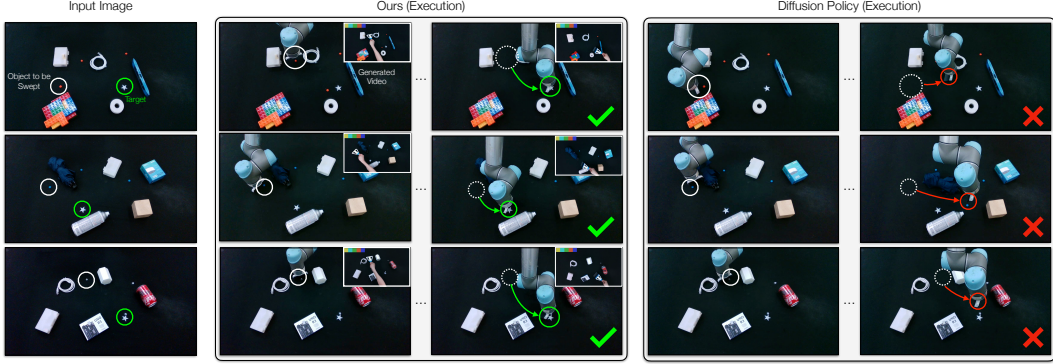 Input Image
Ours (Execution)
Diffusion Policy (Execution)
Object to be
Swept
Target
Generated
Video
...
...
...
...
...
...